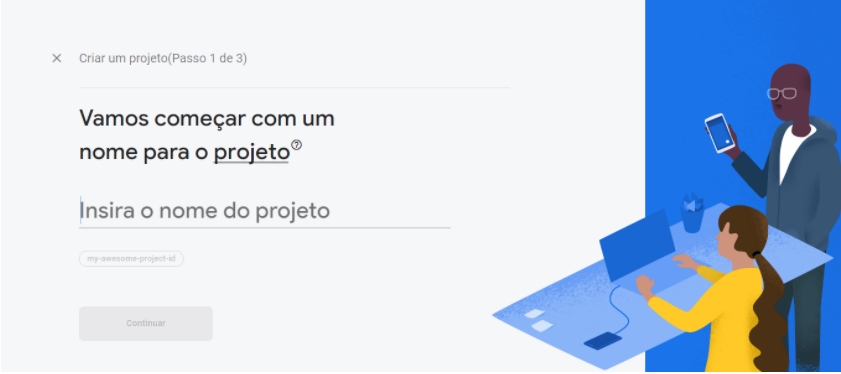 Criar um projeto(Passo 1 de 3)
Vamos começar com um
nome para o projeto
Insira o nome do projeto
my-awesome-project-id
Continuar